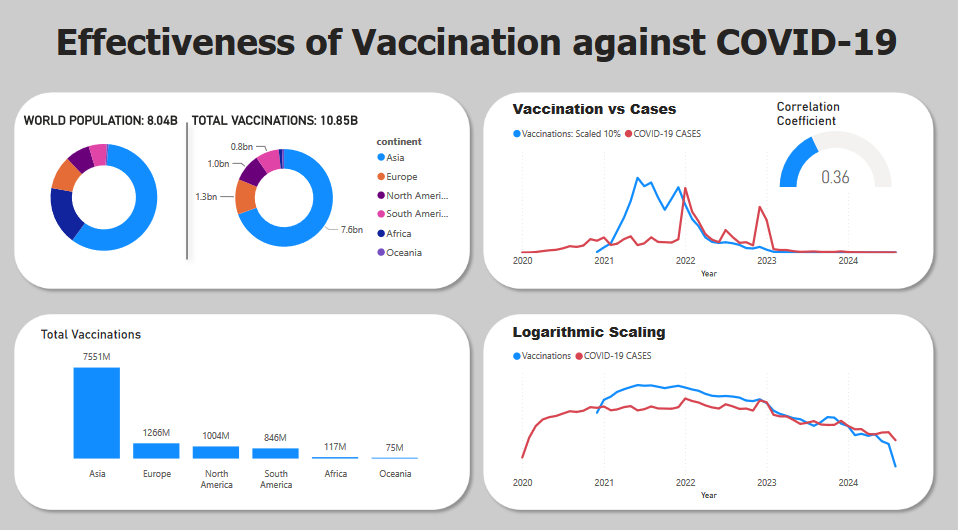 Effectiveness of Vaccination against COVID-19
WORLD POPULATION: 8.04B
TOTAL VACCINATIONS: 10.85B
0.8bn
1.0bn
1.3bn
7.6bn
continent
Asia
Europe
North Ameri...
South Ameri...
Africa
Oceania
Vaccination vs Cases
Vaccinations: Scaled 10% COVID-19 CASES
Correlation
Coefficient
0.36
2020 2021 2022 2023 2024
Year
Total Vaccinations
7551M
1266M
1004M
846M
117M
75M
Asia
Europe
North
America
South
America
Africa
Oceania
Logarithmic Scaling
Vaccinations COVID-19 CASES
2020 2021 2022 2023 2024
Year